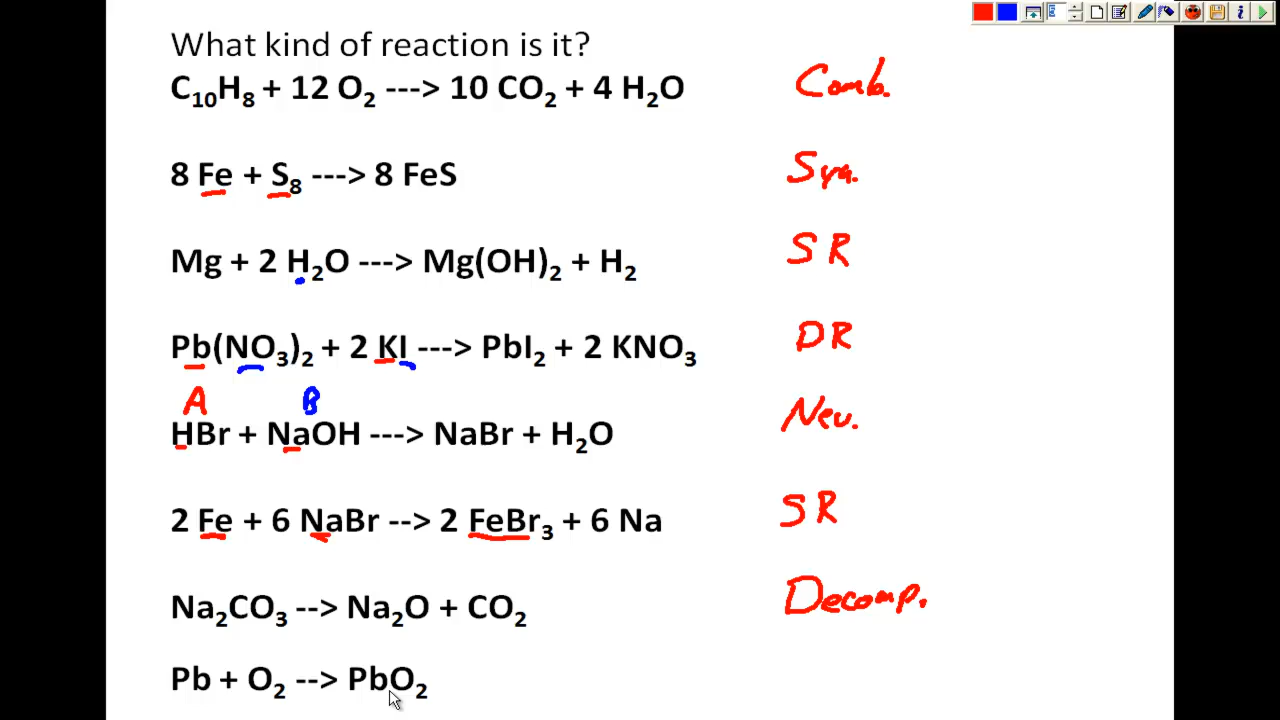 What kind of reaction is it?
C₁₀H₈ + 12 O₂ ---> 10 CO₂ + 4 H₂O Comb.
8 Fe + S₈ ---> 8 FeS Syn.
Mg + 2 H₂O ---> Mg(OH)₂ + H₂ SR
Pb(NO₃)₂ + 2 KI ---> PbI₂ + 2 KNO₃ DR
A B
HBr + NaOH ---> NaBr + H₂O Neu.
2 Fe + 6 NaBr --> 2 FeBr₃ + 6 Na SR
Na₂CO₃ --> Na₂O + CO₂ Decomp.
Pb + O₂ --> PbO₂